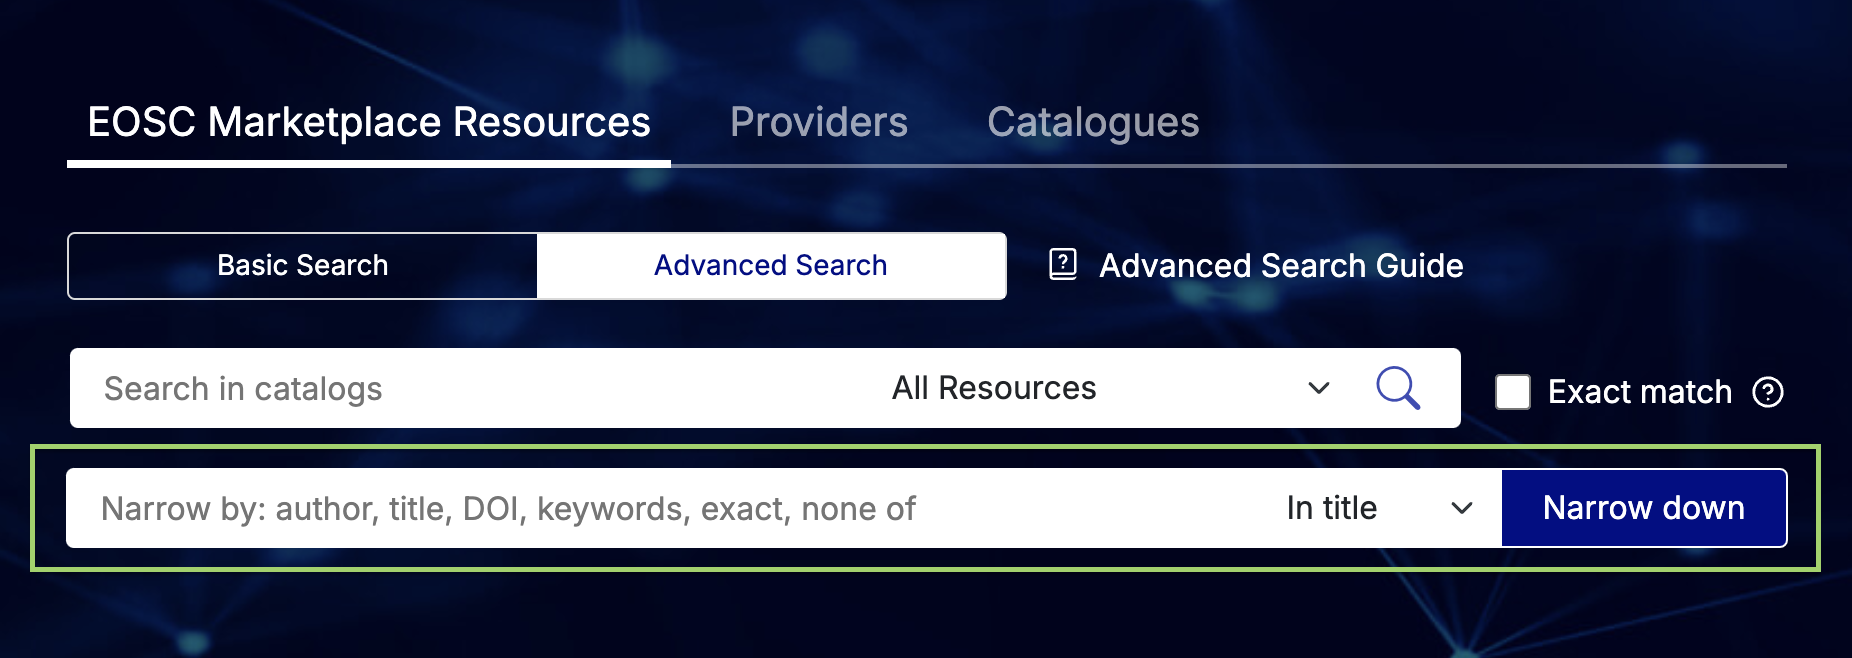 EOSC Marketplace Resources Providers Catalogues
Basic Search Advanced Search Advanced Search Guide
Search in catalogs All Resources Exact match
Narrow by: author, title, DOI, keywords, exact, none of In title Narrow down